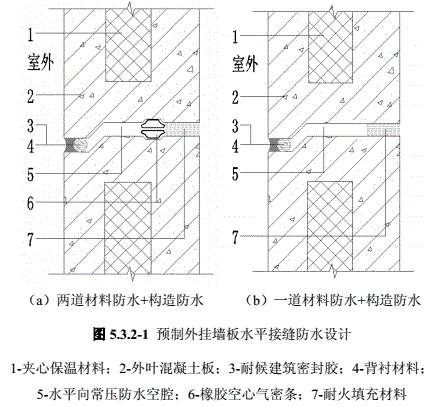 1
室外
2
3
4
5
6
7
1
室外
2
3
4
5
7
（a）两道材料防水+构造防水
（b）一道材料防水+构造防水
图 5.3.2-1 预制外挂墙板水平接缝防水设计
1-夹心保温材料；2-外叶混凝土板；3-耐候建筑密封胶；4-背衬材料；
5-水平向常压防水空腔；6-橡胶空心气密条；7-耐火填充材料